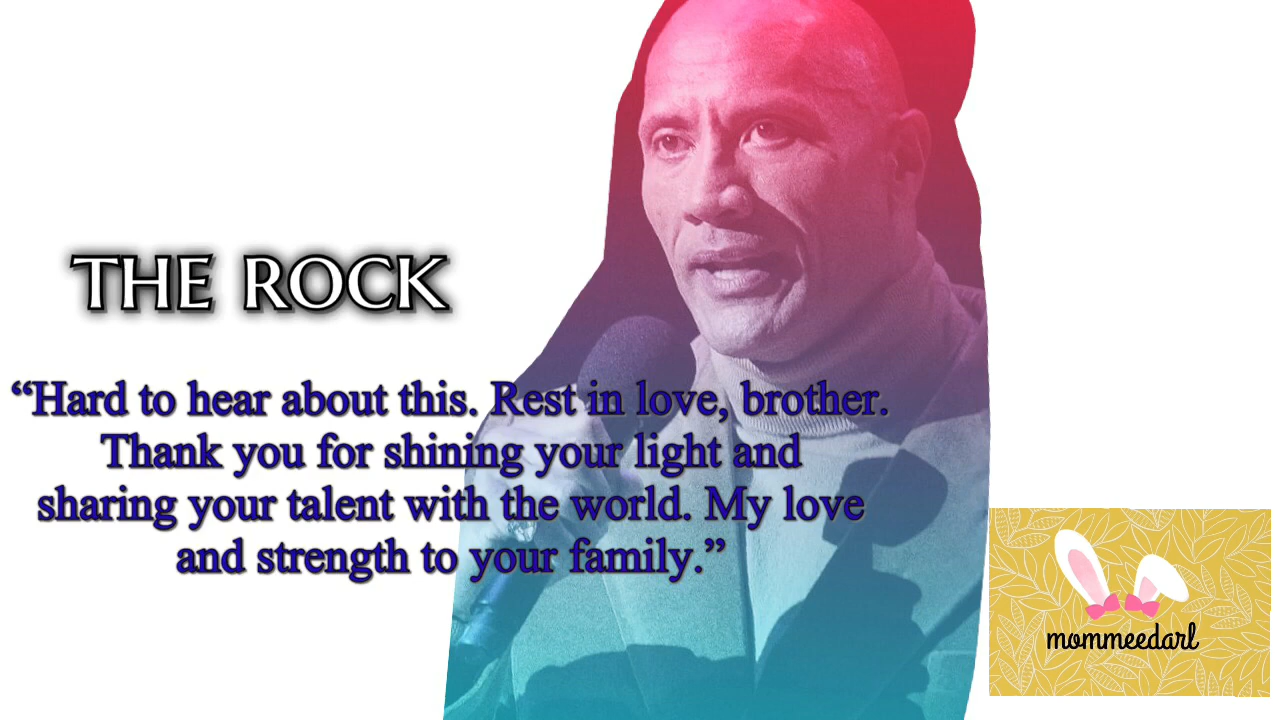 THE ROCK
“Hard to hear about this. Rest in love, brother.
Thank you for shining your light and
sharing your talent with the world. My love
and strength to your family.”
mommeedarl